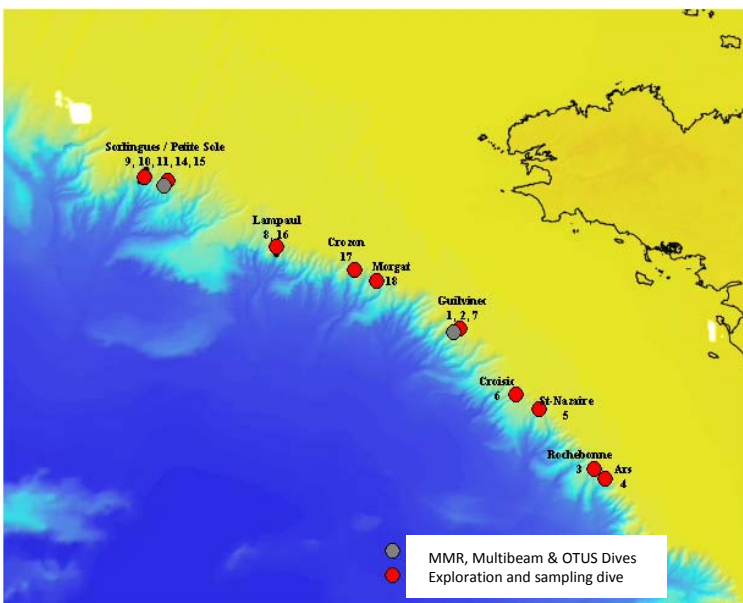 Sorlingues / Petite Sole
9, 10, 11, 14, 15
Lampaul
8, 16
Crozon
17
Morgat
18
Guilvinec
1, 2, 7
Croisic
6
St-Nazaire
5
Rochebonne
3
Ars
4
MMR, Multibeam & OTUS Dives
Exploration and sampling dive